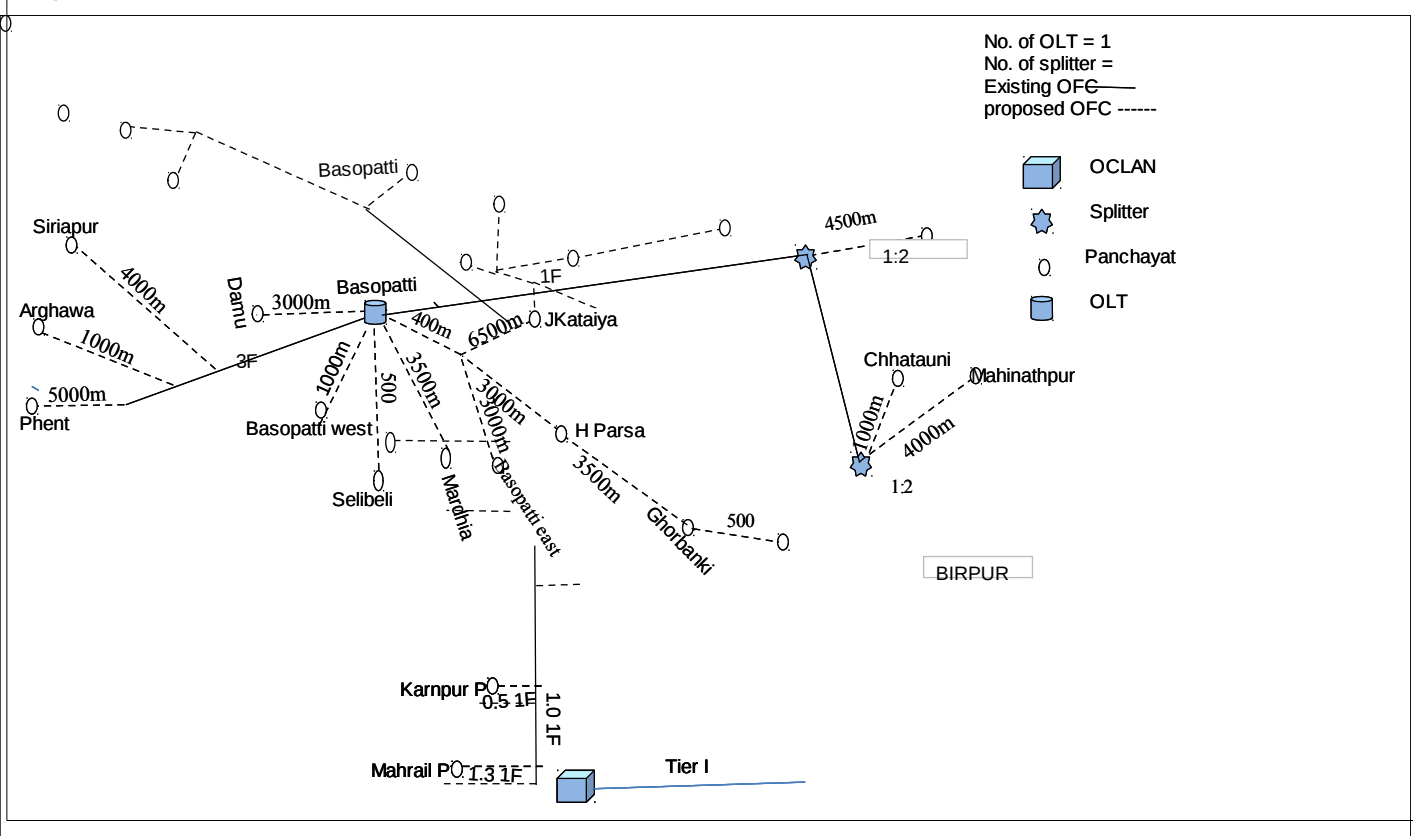 No. of OLT = 1
No. of splitter =
Existing OFC
proposed OFC ------
OCLAN
Splitter
Panchayat
OLT
Basopatti
4500m
1:2
Siriapur
4000m
Damu
3000m
Basopatti
1F
Arghawa
1000m
3F
400m
6500m
JKataiya
5000m
Phent
1000m
500
3500m
3000m
3000m
Basopatti west
H Parsa
Chhatauni
Mahinathpur
1000m
4000m
1:2
Selibeli
Mardhia
Basopatti east
3500m
Ghorbanki
500
BIRPUR
Karnpur P
0.5 1F
1.0 1F
Mahrail P
1.3 1F
Tier I